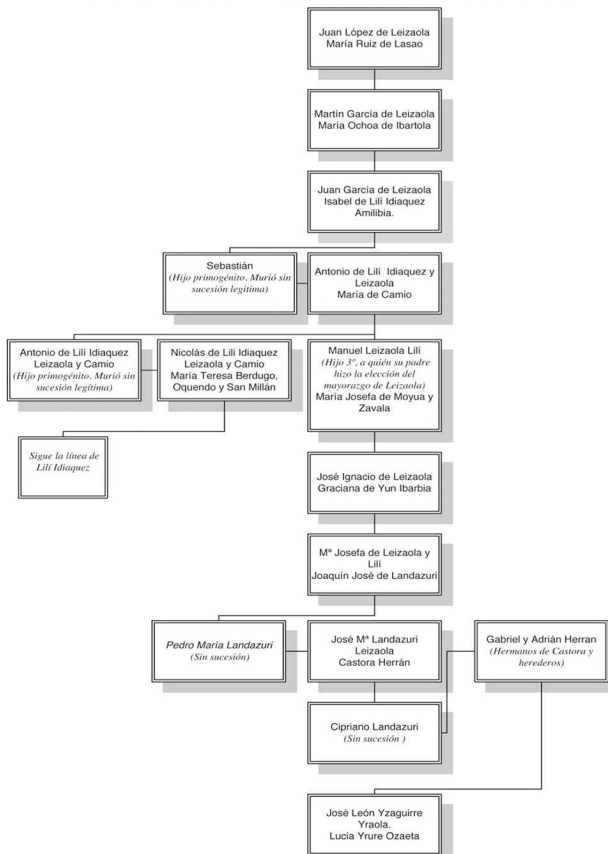 Juan López de Leizaola
María Ruiz de Lasao
Martín García de Leizaola
María Ochoa de Ibartola
Juan García de Leizaola
Isabel de Lilí Idiaquez
Amilibia.
Sebastián
(Hijo primogénito. Murió sin
sucesión legítima)
Antonio de Lilí Idiaquez y
Leizaola
María de Camio
Antonio de Lilí Idiaquez
Leizaola y Camio
(Hijo primogénito. Murió sin
sucesión legítima)
Nicolás de Lili Idiaquez
Leizaola y Camio
María Teresa Berdugo,
Oquendo y San Millán
Manuel Leizaola Lilí
(Hijo 3º, a quién su padre
hizo la elección del
mayorazgo de Leizaola)
María Josefa de Moyua y
Zavala
Sigue la línea de
Lilí Idiaquez
José Ignacio de Leizaola
Graciana de Yun Ibarbia
Mª Josefa de Leizaola y
Lilí
Joaquín José de Landazuri
Pedro María Landazuri
(Sin sucesión)
José Mª Landazuri
Leizaola
Castora Herrán
Gabriel y Adrián Herran
(Hermanos de Castora y
herederos)
Cipriano Landazuri
(Sin sucesión )
José León Yzaguirre
Yraola.
Lucia Yrure Ozaeta